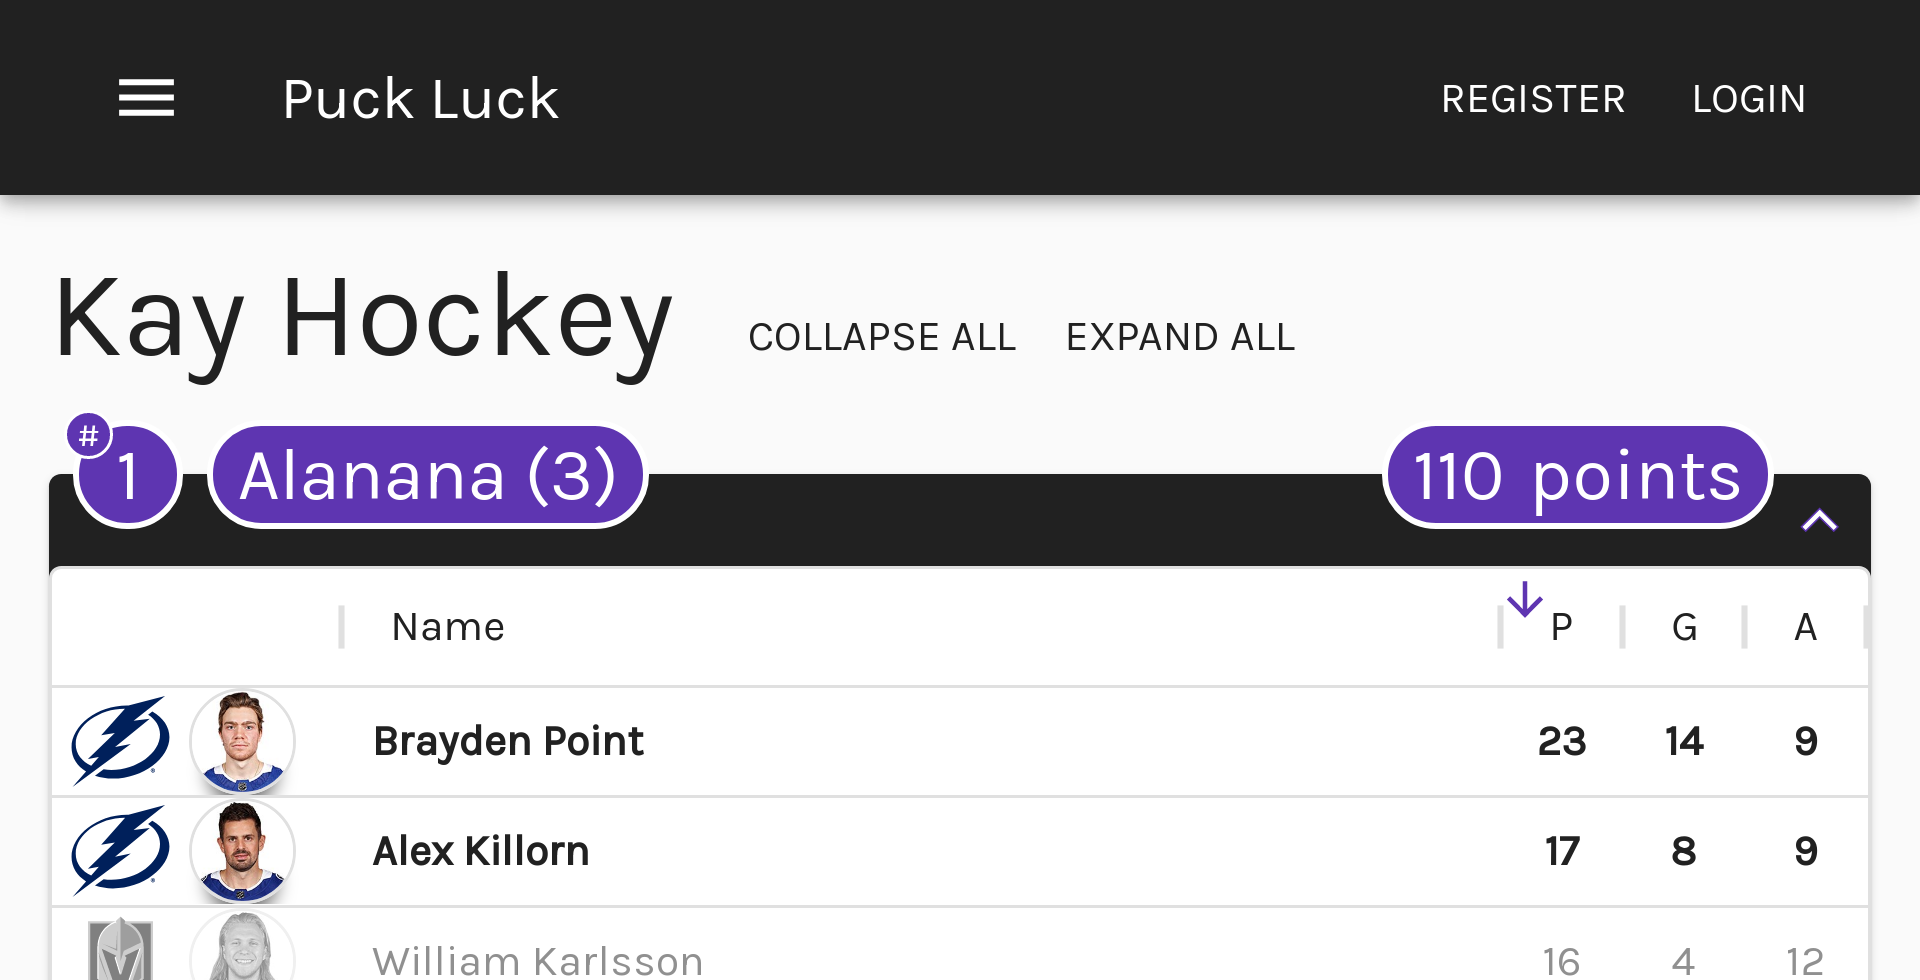 Puck Luck REGISTER LOGIN
Kay Hockey COLLAPSE ALL EXPAND ALL
# 1 Alanana (3) 110 points
Name P G A
Brayden Point 23 14 9
Alex Killorn 17 8 9
William Karlsson 16 4 12